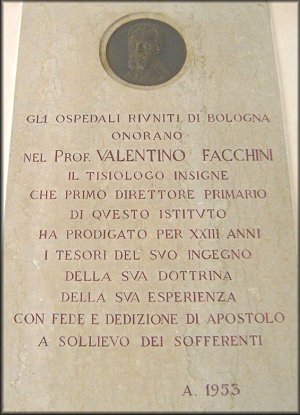 GLI OSPEDALI RIVNITI DI BOLOGNA
ONORANO
NEL PROF. VALENTINO FACCHINI
IL TISIOLOGO INSIGNE
CHE PRIMO DIRETTORE PRIMARIO
DI QVESTO ISTITVTO
HA PRODIGATO PER XXIII ANNI
I TESORI DEL SVO INGEGNO
DELLA SVA DOTTRINA
DELLA SVA ESPERIENZA
CON FEDE E DEDIZIONE DI APOSTOLO
A SOLLIEVO DEI SOFFERENTI
A. 1953